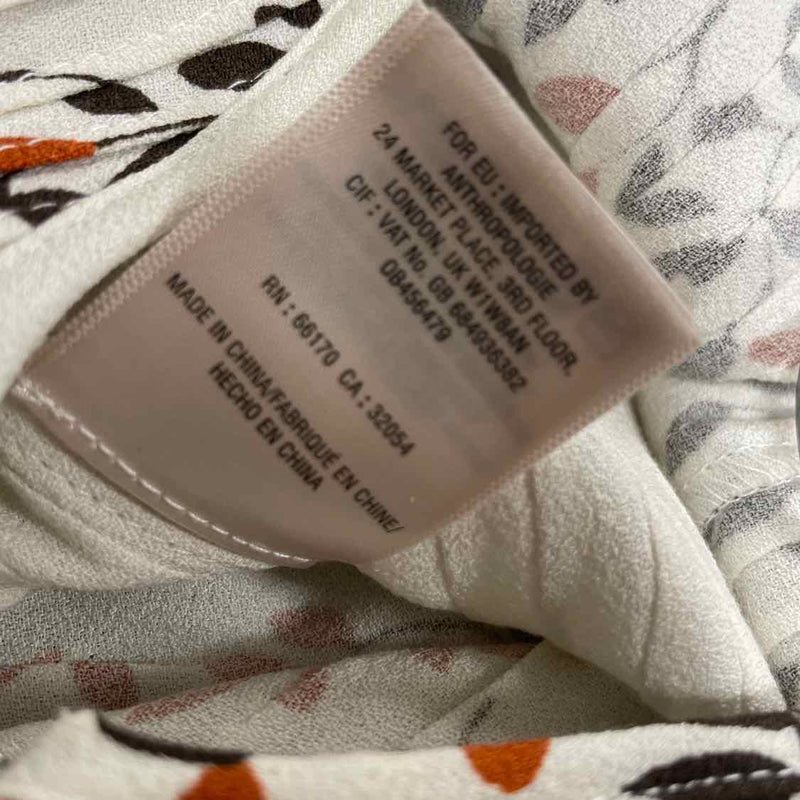 FOR EU : IMPORTED BY
ANTHROPOLOGIE
24 MARKET PLACE, 3RD FLOOR,
LONDON, UK W1W8AN
CIF : VAT No. GB 684936382
08456479
RN : 66170 CA : 32054
MADE IN CHINA/FABRIQUÉ EN CHINE/
HECHO EN CHINA